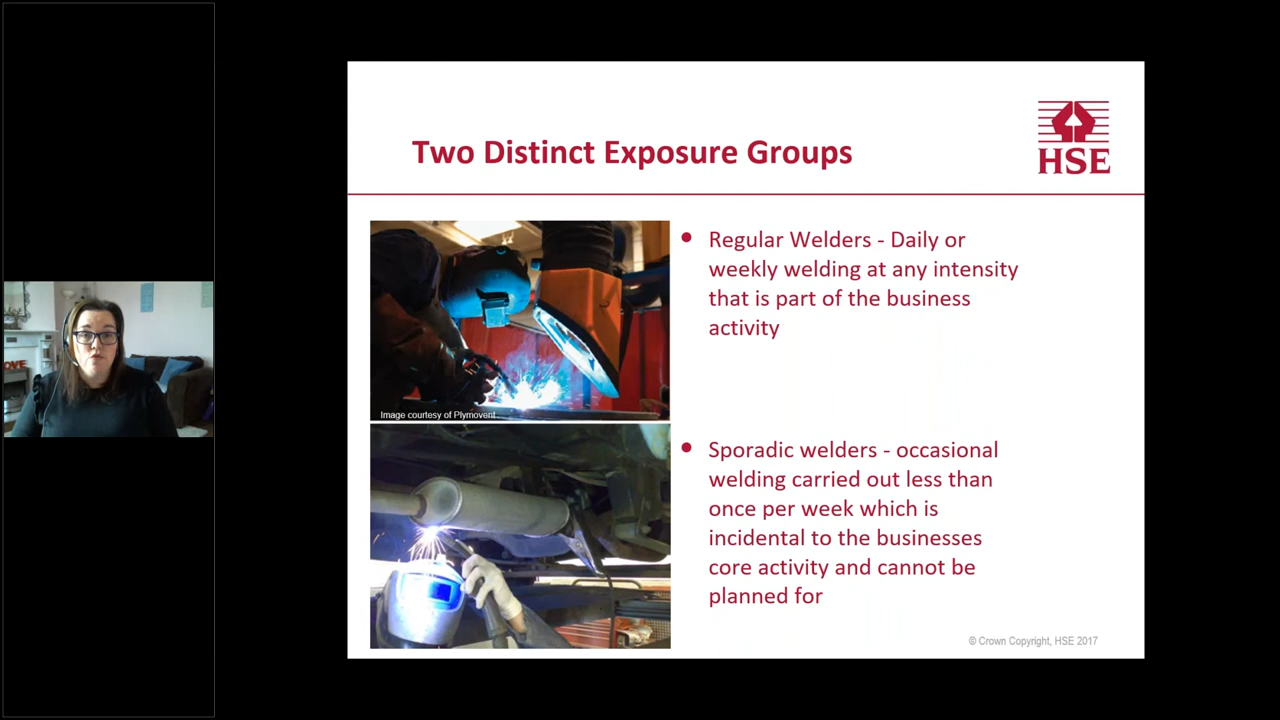 Two Distinct Exposure Groups
HSE
Regular Welders - Daily or
weekly welding at any intensity
that is part of the business
activity
Image courtesy of Plymovent
Sporadic welders - occasional
welding carried out less than
once per week which is
incidental to the businesses
core activity and cannot be
planned for
© Crown Copyright, HSE 2017
OVE